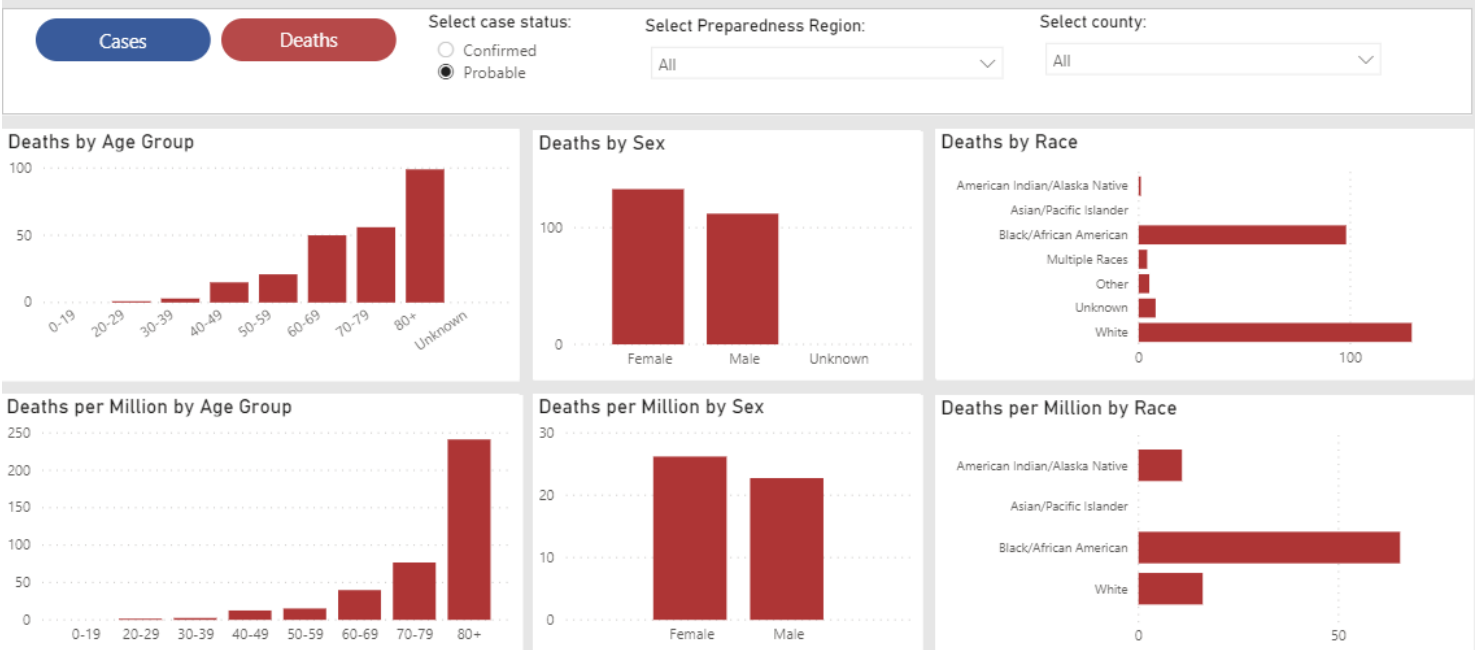 Cases
Deaths
Select case status:
Confirmed
Probable
Select Preparedness Region:
All
Select county:
All
Deaths by Age Group
100
50
0
0-19
20-29
30-39
40-49
50-59
60-69
70-79
80+
Unknown
Deaths by Sex
100
0
Female
Male
Unknown
Deaths by Race
American Indian/Alaska Native
Asian/Pacific Islander
Black/African American
Multiple Races
Other
Unknown
White
0
100
Deaths per Million by Age Group
250
200
150
100
50
0
0-19
20-29
30-39
40-49
50-59
60-69
70-79
80+
Deaths per Million by Sex
30
20
10
0
Female
Male
Deaths per Million by Race
American Indian/Alaska Native
Asian/Pacific Islander
Black/African American
White
0
50